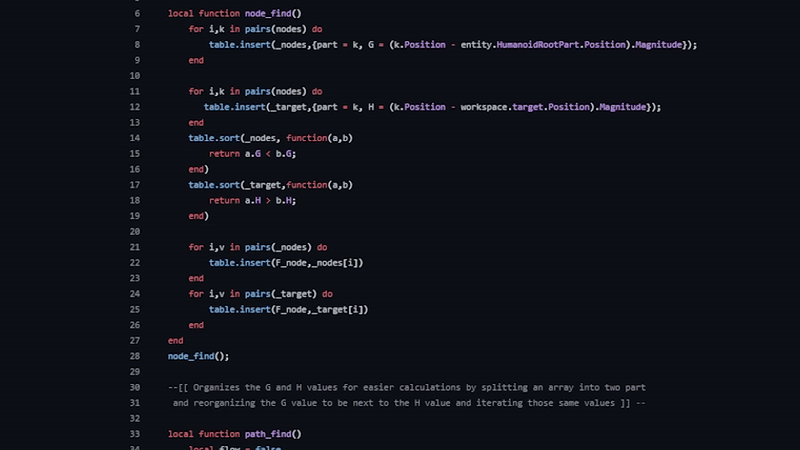 6 local function node_find()
7 for i,k in pairs(nodes) do
8 table.insert(_nodes,{part = k, G = (k.Position - entity.HumanoidRootPart.Position).Magnitude});
9 end
10
11 for i,k in pairs(nodes) do
12 table.insert(_target,{part = k, H = (k.Position - workspace.target.Position).Magnitude});
13 end
14 table.sort(_nodes, function(a,b)
15 return a.G < b.G;
16 end)
17 table.sort(_target,function(a,b)
18 return a.H > b.H;
19 end)
20
21 for i,v in pairs(_nodes) do
22 table.insert(F_node,_nodes[i])
23 end
24 for i,v in pairs(_target) do
25 table.insert(F_node,_target[i])
26 end
27 end
28 node_find();
29
30 --[[ Organizes the G and H values for easier calculations by splitting an array into two part
31 and reorganizing the G value to be next to the H value and iterating those same values ]] --
32
33 local function path_find()
34 local flow = false